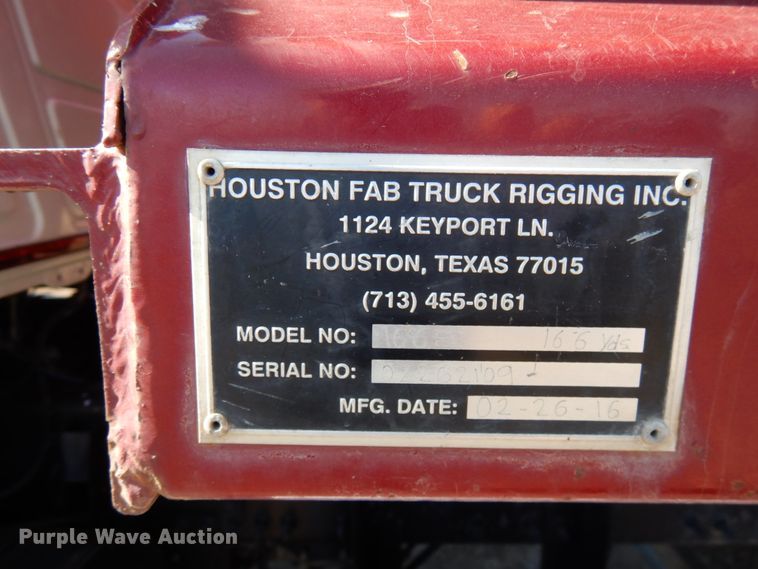 HOUSTON FAB TRUCK RIGGING INC.
1124 KEYPORT LN.
HOUSTON, TEXAS 77015
(713) 455-6161
MODEL NO: 16-6 Yds.
SERIAL NO:
MFG. DATE: 02-26-16
Purple Wave Auction